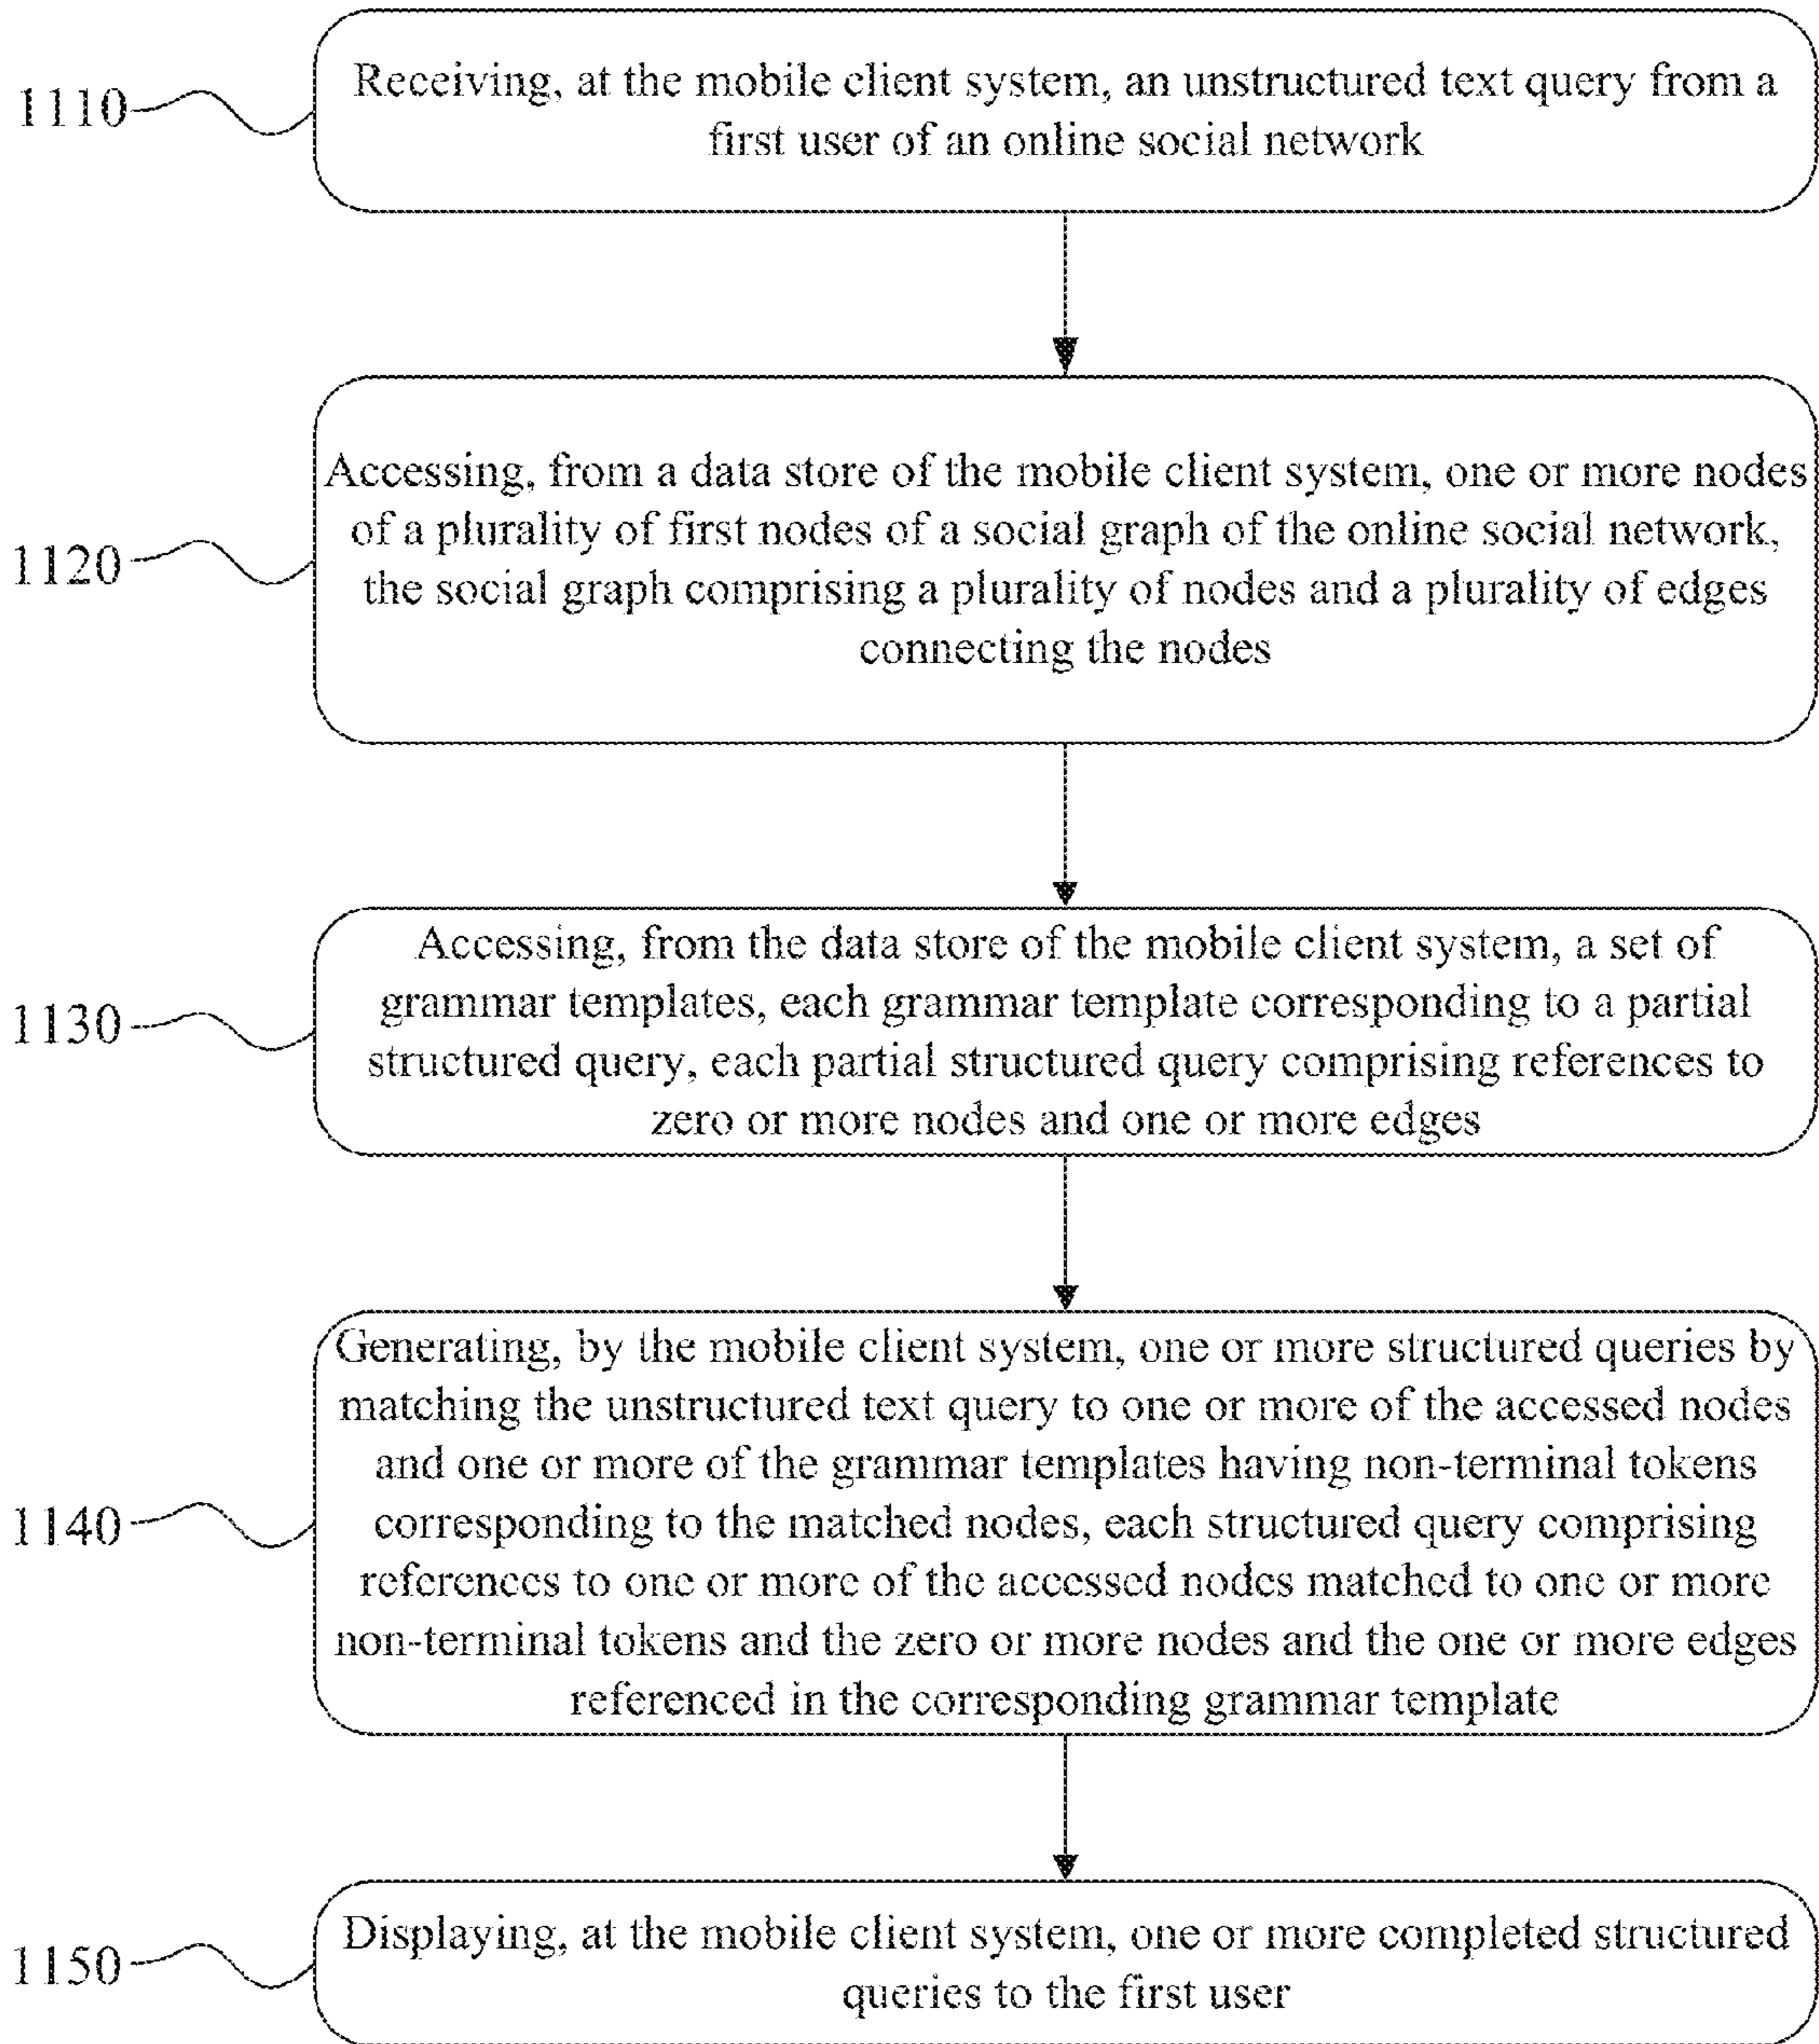 1110
Receiving, at the mobile client system, an unstructured text query from a
first user of an online social network
1120
Accessing, from a data store of the mobile client system, one or more nodes
of a plurality of first nodes of a social graph of the online social network,
the social graph comprising a plurality of nodes and a plurality of edges
connecting the nodes
1130
Accessing, from the data store of the mobile client system, a set of
grammar templates, each grammar template corresponding to a partial
structured query, each partial structured query comprising references to
zero or more nodes and one or more edges
1140
Generating, by the mobile client system, one or more structured queries by
matching the unstructured text query to one or more of the accessed nodes
and one or more of the grammar templates having non-terminal tokens
corresponding to the matched nodes, each structured query comprising
references to one or more of the accessed nodes matched to one or more
non-terminal tokens and the zero or more nodes and the one or more edges
referenced in the corresponding grammar template
1150
Displaying, at the mobile client system, one or more completed structured
queries to the first user